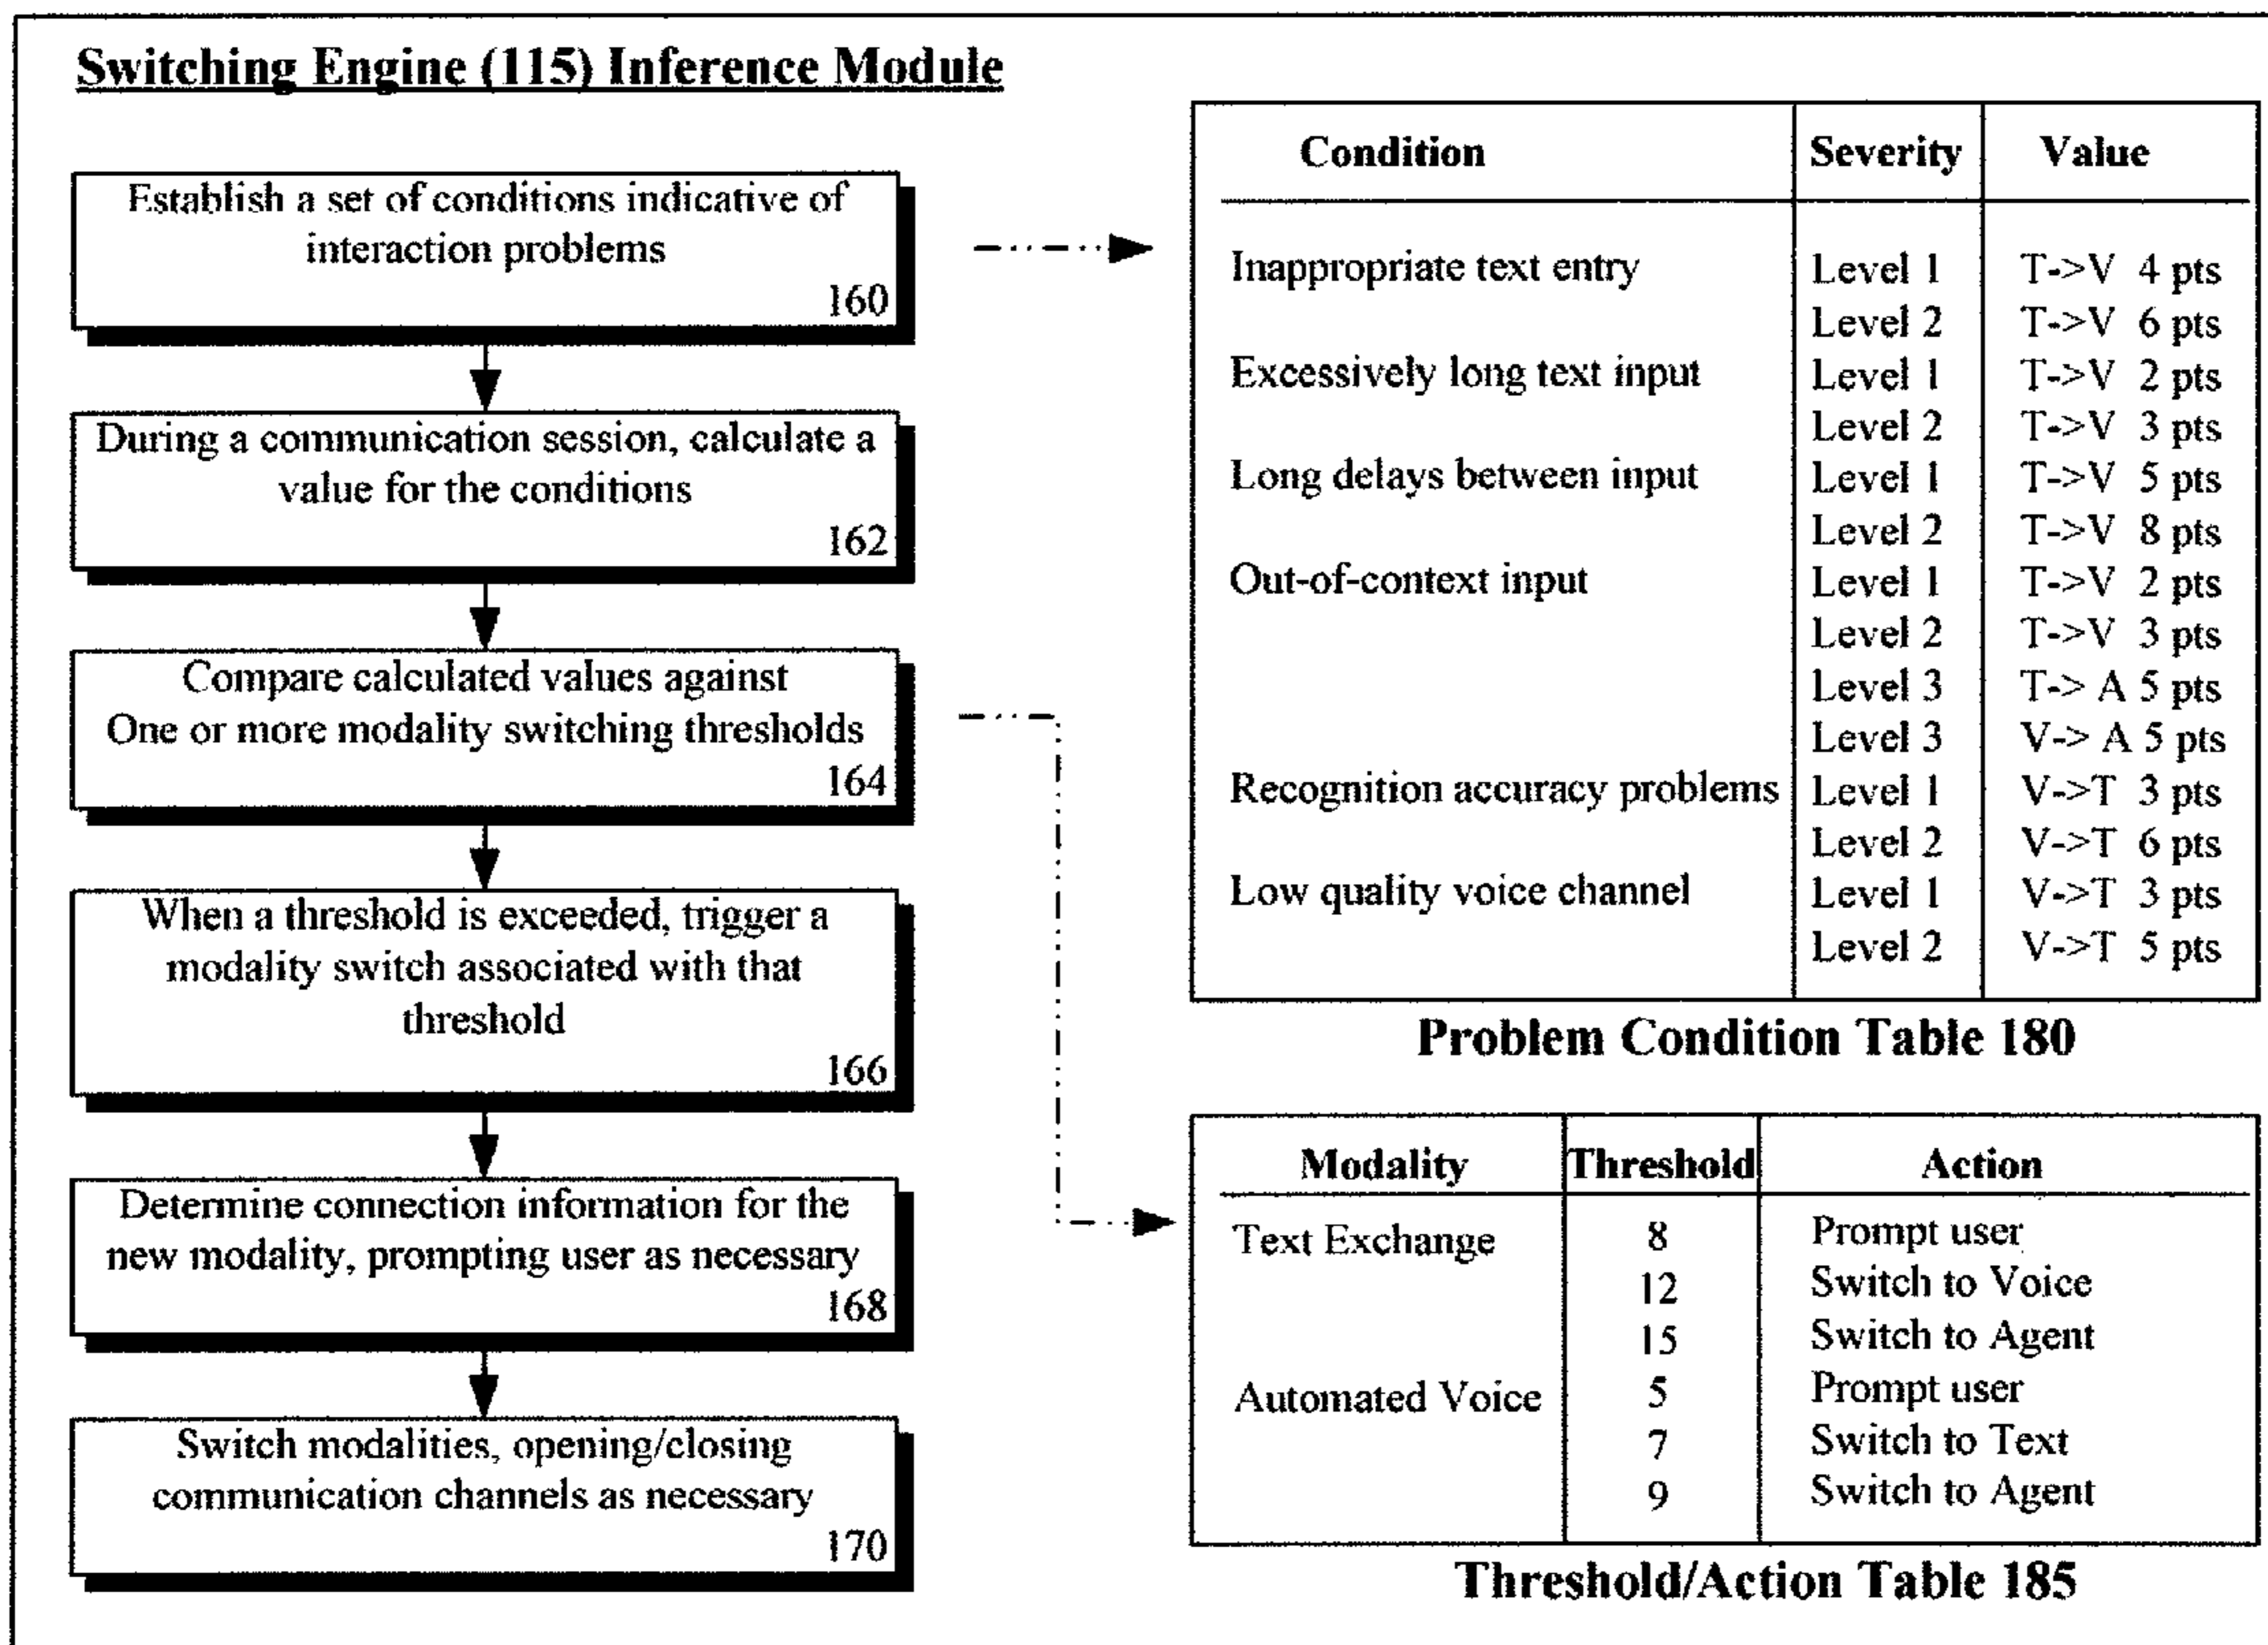 Switching Engine (115) Inference Module
Establish a set of conditions indicative of
interaction problems
160
During a communication session, calculate a
value for the conditions
162
Compare calculated values against
One or more modality switching thresholds
164
When a threshold is exceeded, trigger a
modality switch associated with that
threshold
166
Determine connection information for the
new modality, prompting user as necessary
168
Switch modalities, opening/closing
communication channels as necessary
170
Condition Severity Value
Inappropriate text entry Level 1 T->V 4 pts
Level 2 T->V 6 pts
Excessively long text input Level 1 T->V 2 pts
Level 2 T->V 3 pts
Long delays between input Level 1 T->V 5 pts
Level 2 T->V 8 pts
Out-of-context input Level 1 T->V 2 pts
Level 2 T->V 3 pts
Level 3 T-> A 5 pts
Level 3 V-> A 5 pts
Recognition accuracy problems Level 1 V->T 3 pts
Level 2 V->T 6 pts
Low quality voice channel Level 1 V->T 3 pts
Level 2 V->T 5 pts
Problem Condition Table 180
Modality Threshold Action
Text Exchange 8 Prompt user
12 Switch to Voice
15 Switch to Agent
Automated Voice 5 Prompt user
7 Switch to Text
9 Switch to Agent
Threshold/Action Table 185